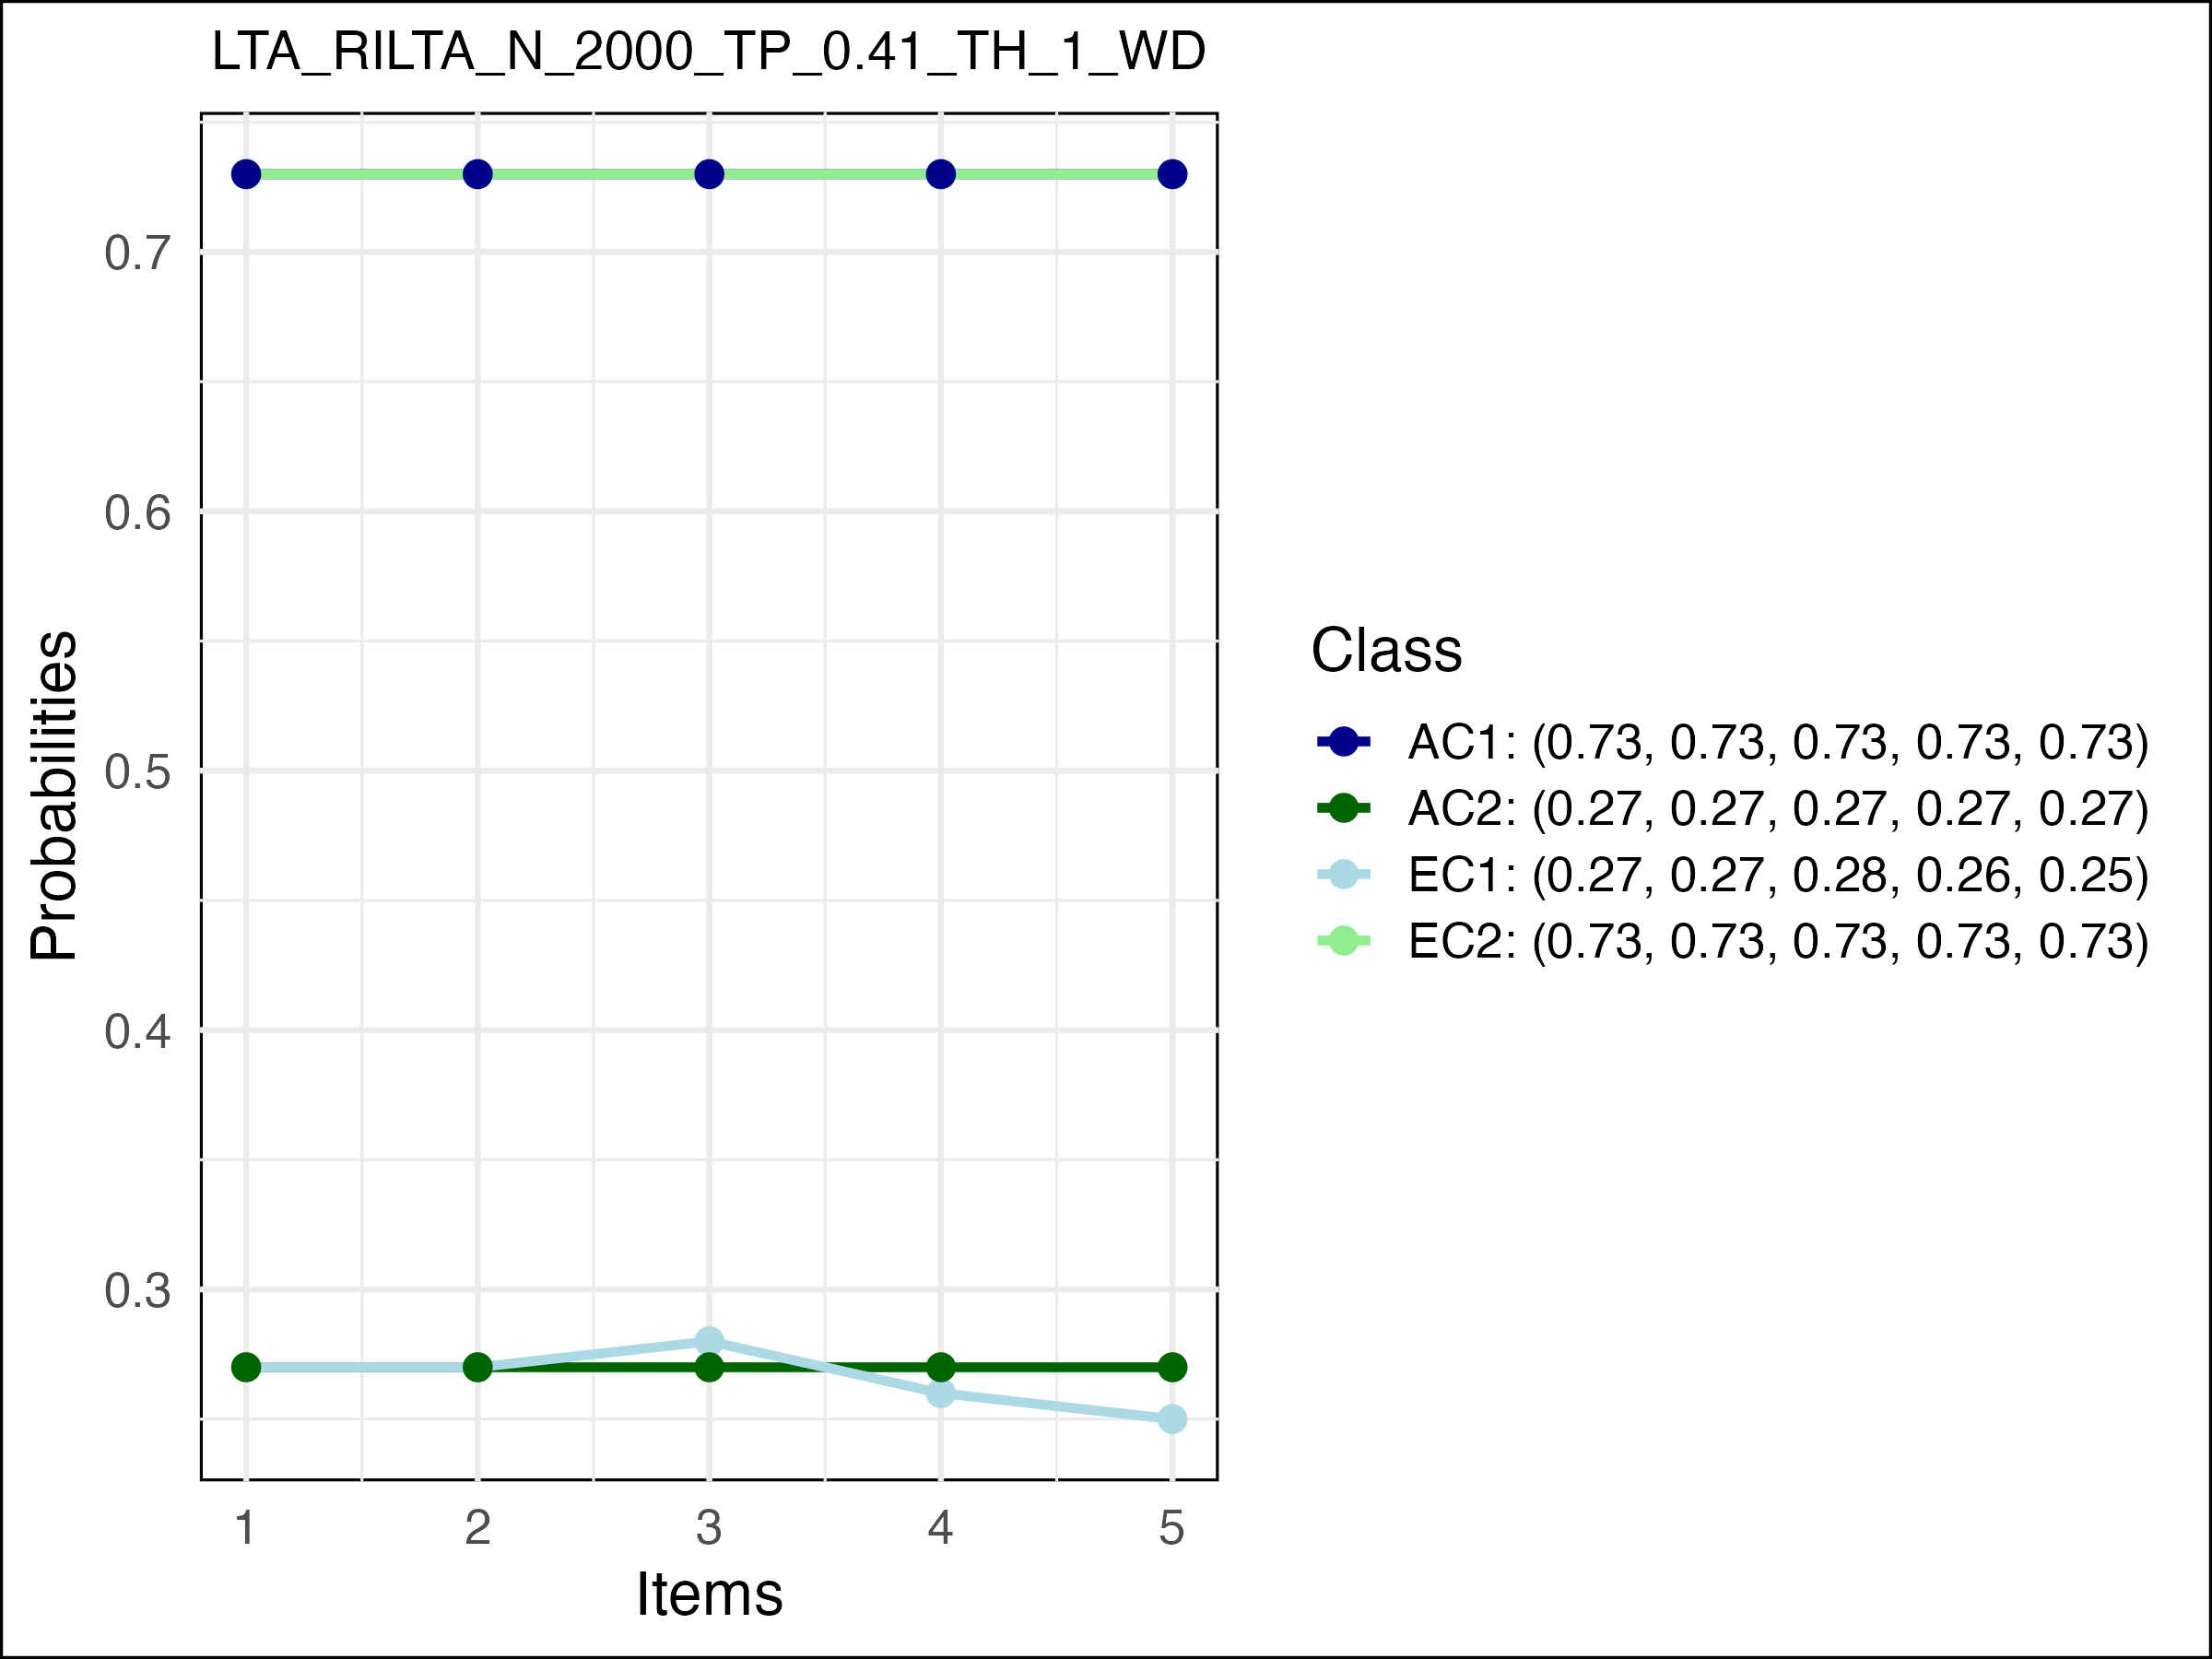 LTA_RILTA_N_2000_TP_0.41_TH_1_WD
0.7
0.6
0.5
0.4
0.3
Probabilities
1 2 3 4 5
Items
Class
AC1: (0.73, 0.73, 0.73, 0.73, 0.73)
AC2: (0.27, 0.27, 0.27, 0.27, 0.27)
EC1: (0.27, 0.27, 0.28, 0.26, 0.25)
EC2: (0.73, 0.73, 0.73, 0.73, 0.73)